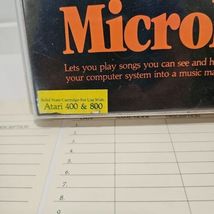 Micro
Lets you play songs you can see and h
your computer system into a music ma
Solid State Cartridge For Use With:
Atari 400 & 800
1.
2.
3.
4.
5.
6.
7.
8.
9.